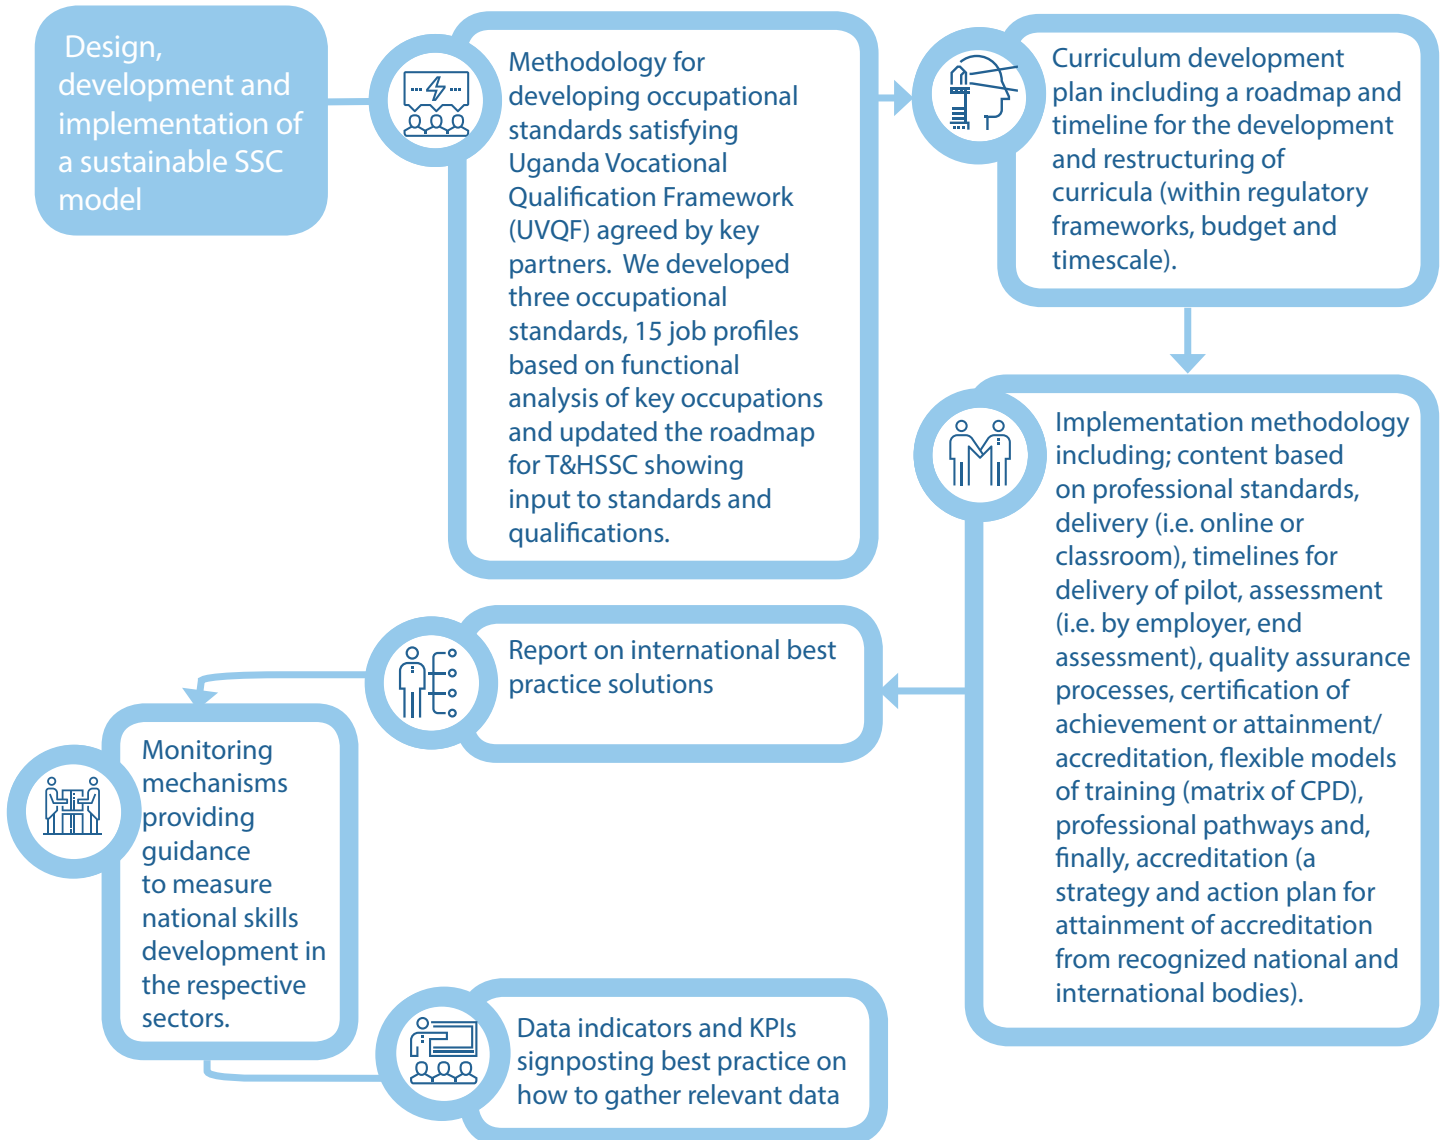 Design,
development and
implementation of
a sustainable SSC
model
Methodology for
developing occupational
standards satisfying
Uganda Vocational
Qualification Framework
(UVQF) agreed by key
partners.  We developed
three occupational
standards, 15 job profiles
based on functional
analysis of key occupations
and updated the roadmap
for T&HSSC showing
input to standards and
qualifications.
Curriculum development
plan including a roadmap and
timeline for the development
and restructuring of
curricula (within regulatory
frameworks, budget and
timescale).
Implementation methodology
including; content based
on professional standards,
delivery (i.e. online or
classroom), timelines for
delivery of pilot, assessment
(i.e. by employer, end
assessment), quality assurance
processes, certification of
achievement or attainment/
accreditation, flexible models
of training (matrix of CPD),
professional pathways and,
finally, accreditation (a
strategy and action plan for
attainment of accreditation
from recognized national and
international bodies).
Report on international best
practice solutions
Monitoring
mechanisms
providing
guidance
to measure
national skills
development in
the respective
sectors.
Data indicators and KPIs
signposting best practice on
how to gather relevant data